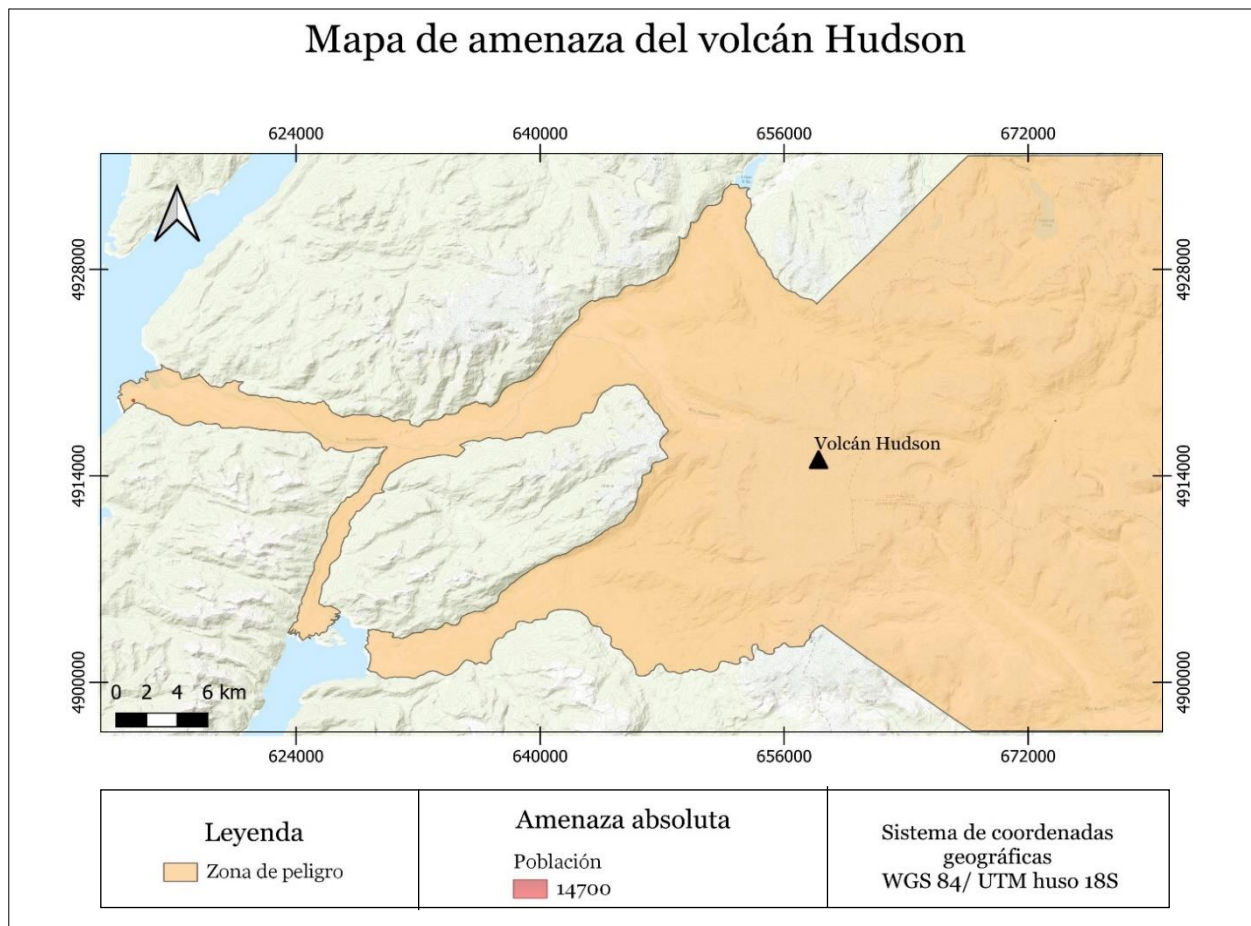 Mapa de amenaza del volcán Hudson
624000 640000 656000 672000
4928000 4928000
Volcán Hudson
4914000 4914000
4900000 4900000
0 2 4 6 km
624000 640000 656000 672000
Leyenda
Zona de peligro
Amenaza absoluta
Población
14700
Sistema de coordenadas
geográficas
WGS 84/ UTM huso 18S